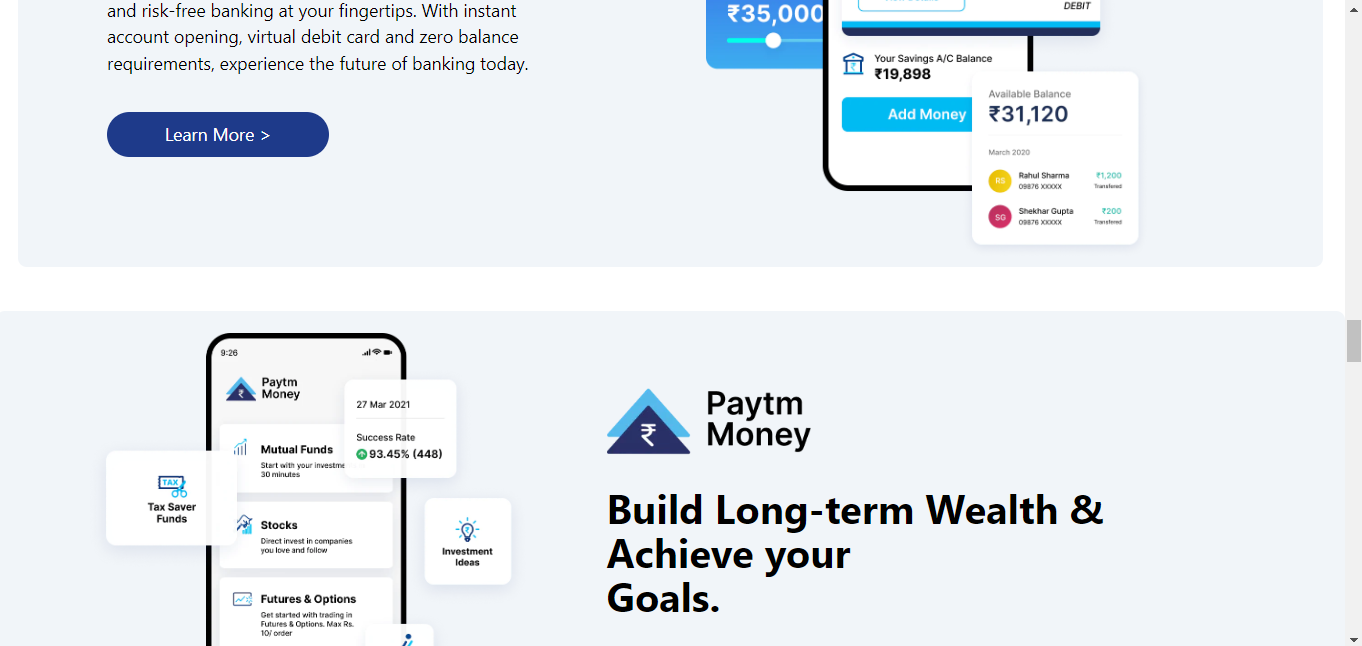 and risk-free banking at your fingertips. With instant
account opening, virtual debit card and zero balance
requirements, experience the future of banking today.
Learn More >
₹35,000
DEBIT
Your Savings A/C Balance
₹19,898
Add Money
Available Balance
₹31,120
March 2020
RS
Rahul Sharma
₹1,200
09876 XXXXX
Transfered
SG
Shekhar Gupta
₹200
09876 XXXXX
Transfered
9:26
Paytm
Money
27 Mar 2021
Success Rate
93.45% (448)
Mutual Funds
Start with your
30 minutes
TAX
Tax Saver
Funds
Stocks
Direct invest in companies
you love and follow
Investment
Ideas
Futures & Options
Get started with trading in
Futures & Options. Max Rs.
10/ order
₹
Paytm
Money
Build Long-term Wealth &
Achieve your
Goals.